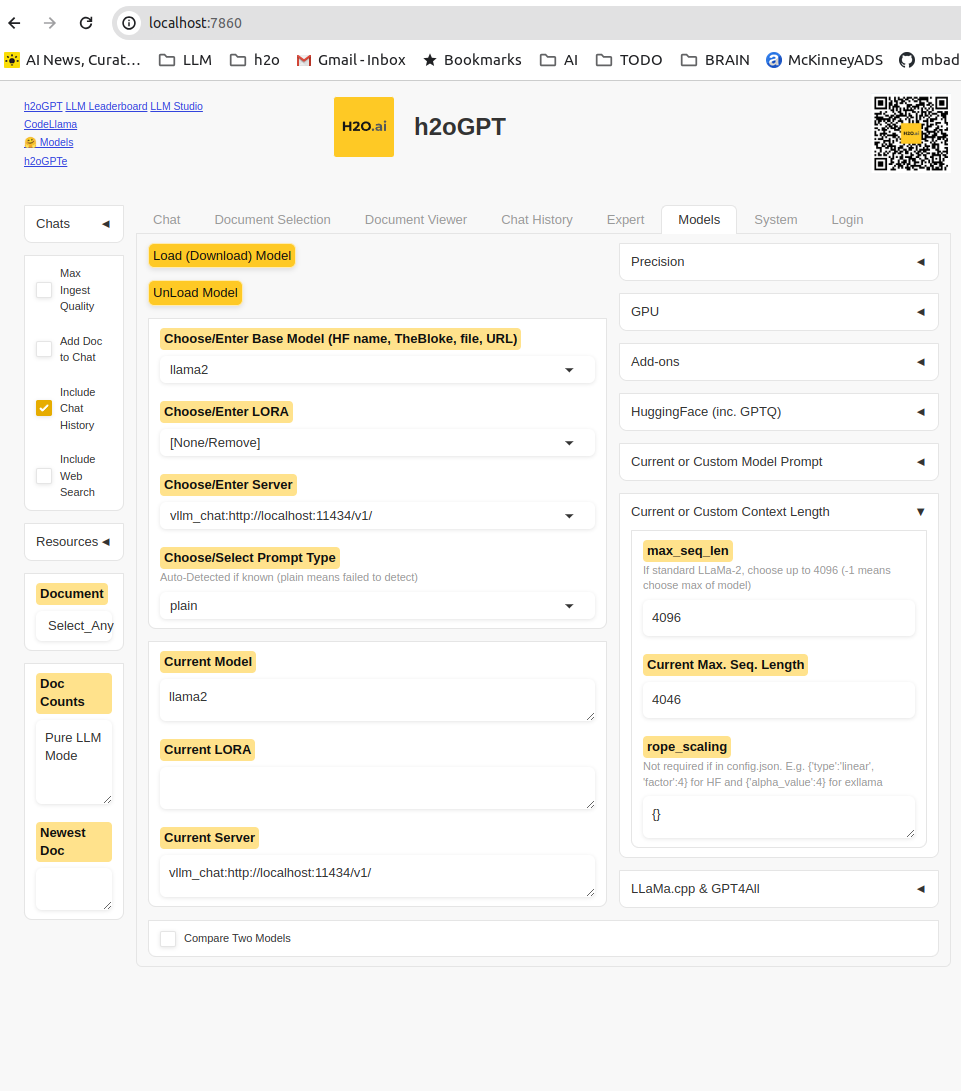 localhost:7860
AI News, Curat…
LLM
h2o
Gmail - Inbox
Bookmarks
AI
TODO
BRAIN
McKinneyADS
mbad
h2oGPT LLM Leaderboard LLM Studio
CodeLlama
🤗 Models
h2oGPTe
H2O.ai
h2oGPT
H2O.ai
Chats ◀
Max
Ingest
Quality
Add Doc
to Chat
Include
Chat
History
Include
Web
Search
Resources ◀
Document
Select_Any
Doc
Counts
Pure LLM
Mode
Newest
Doc
Chat
Document Selection
Document Viewer
Chat History
Expert
Models
System
Login
Load (Download) Model
UnLoad Model
Choose/Enter Base Model (HF name, TheBloke, file, URL)
llama2
Choose/Enter LORA
[None/Remove]
Choose/Enter Server
vllm_chat:http://localhost:11434/v1/
Choose/Select Prompt Type
Auto-Detected if known (plain means failed to detect)
plain
Current Model
llama2
Current LORA
Current Server
vllm_chat:http://localhost:11434/v1/
Compare Two Models
Precision ◀
GPU ◀
Add-ons ◀
HuggingFace (inc. GPTQ) ◀
Current or Custom Model Prompt ◀
Current or Custom Context Length ▼
max_seq_len
If standard LLaMa-2, choose up to 4096 (-1 means
choose max of model)
4096
Current Max. Seq. Length
4046
rope_scaling
Not required if in config.json. E.g. {'type':'linear',
'factor':4} for HF and {'alpha_value':4} for exllama
{}
LLaMa.cpp & GPT4All ◀